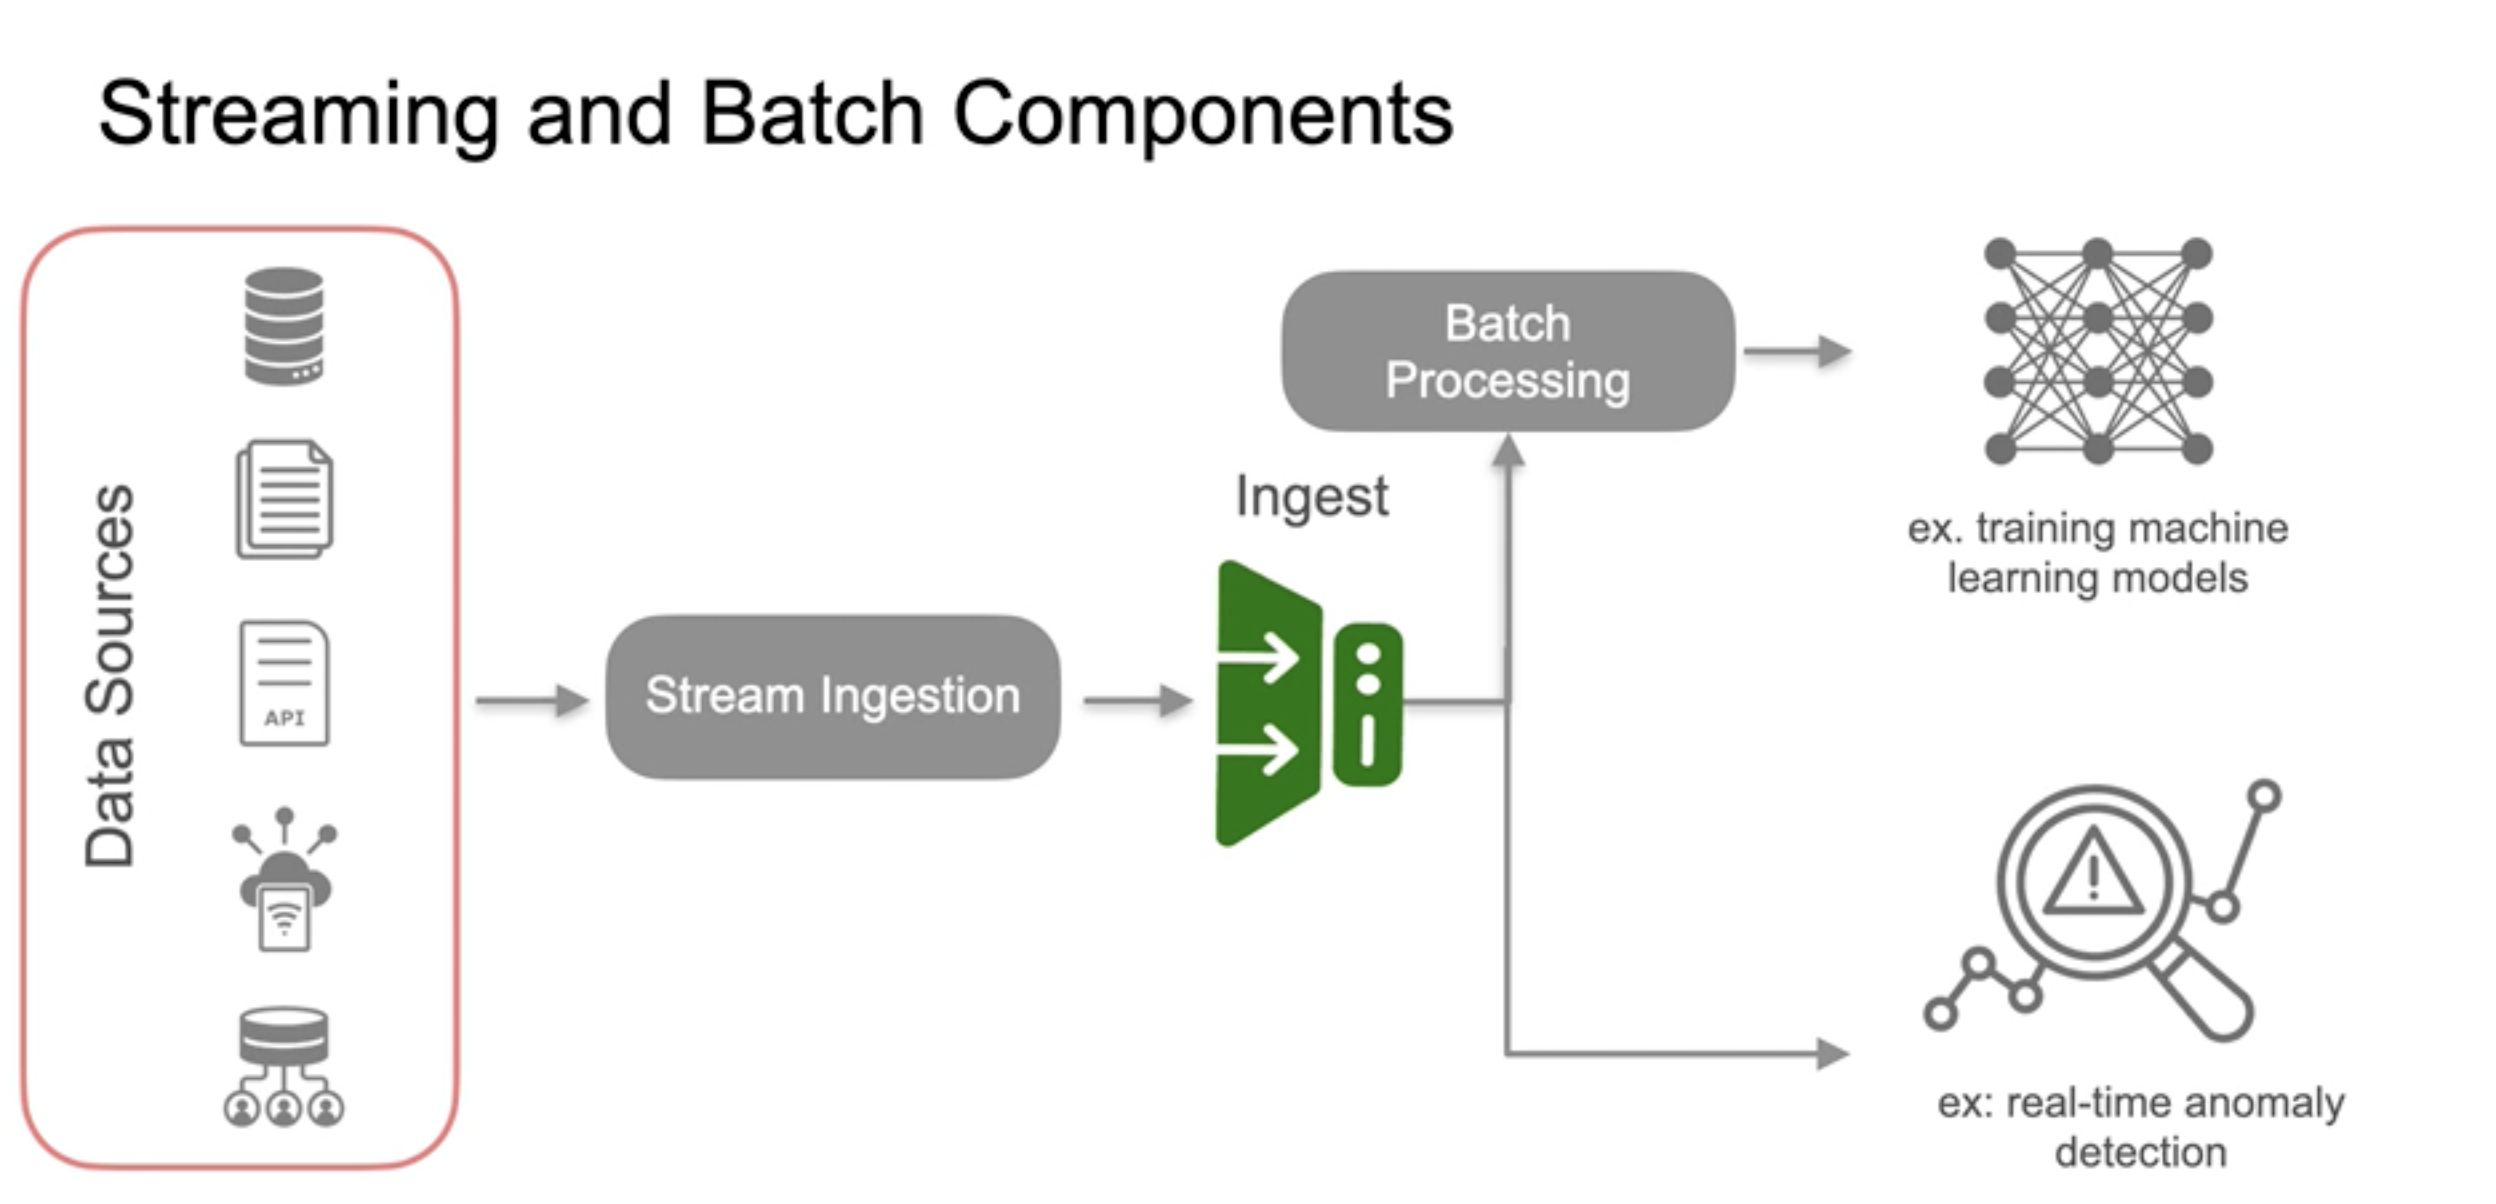 Streaming and Batch Components
Data Sources
API
Stream Ingestion
Ingest
Batch
Processing
ex. training machine
learning models
ex: real-time anomaly
detection